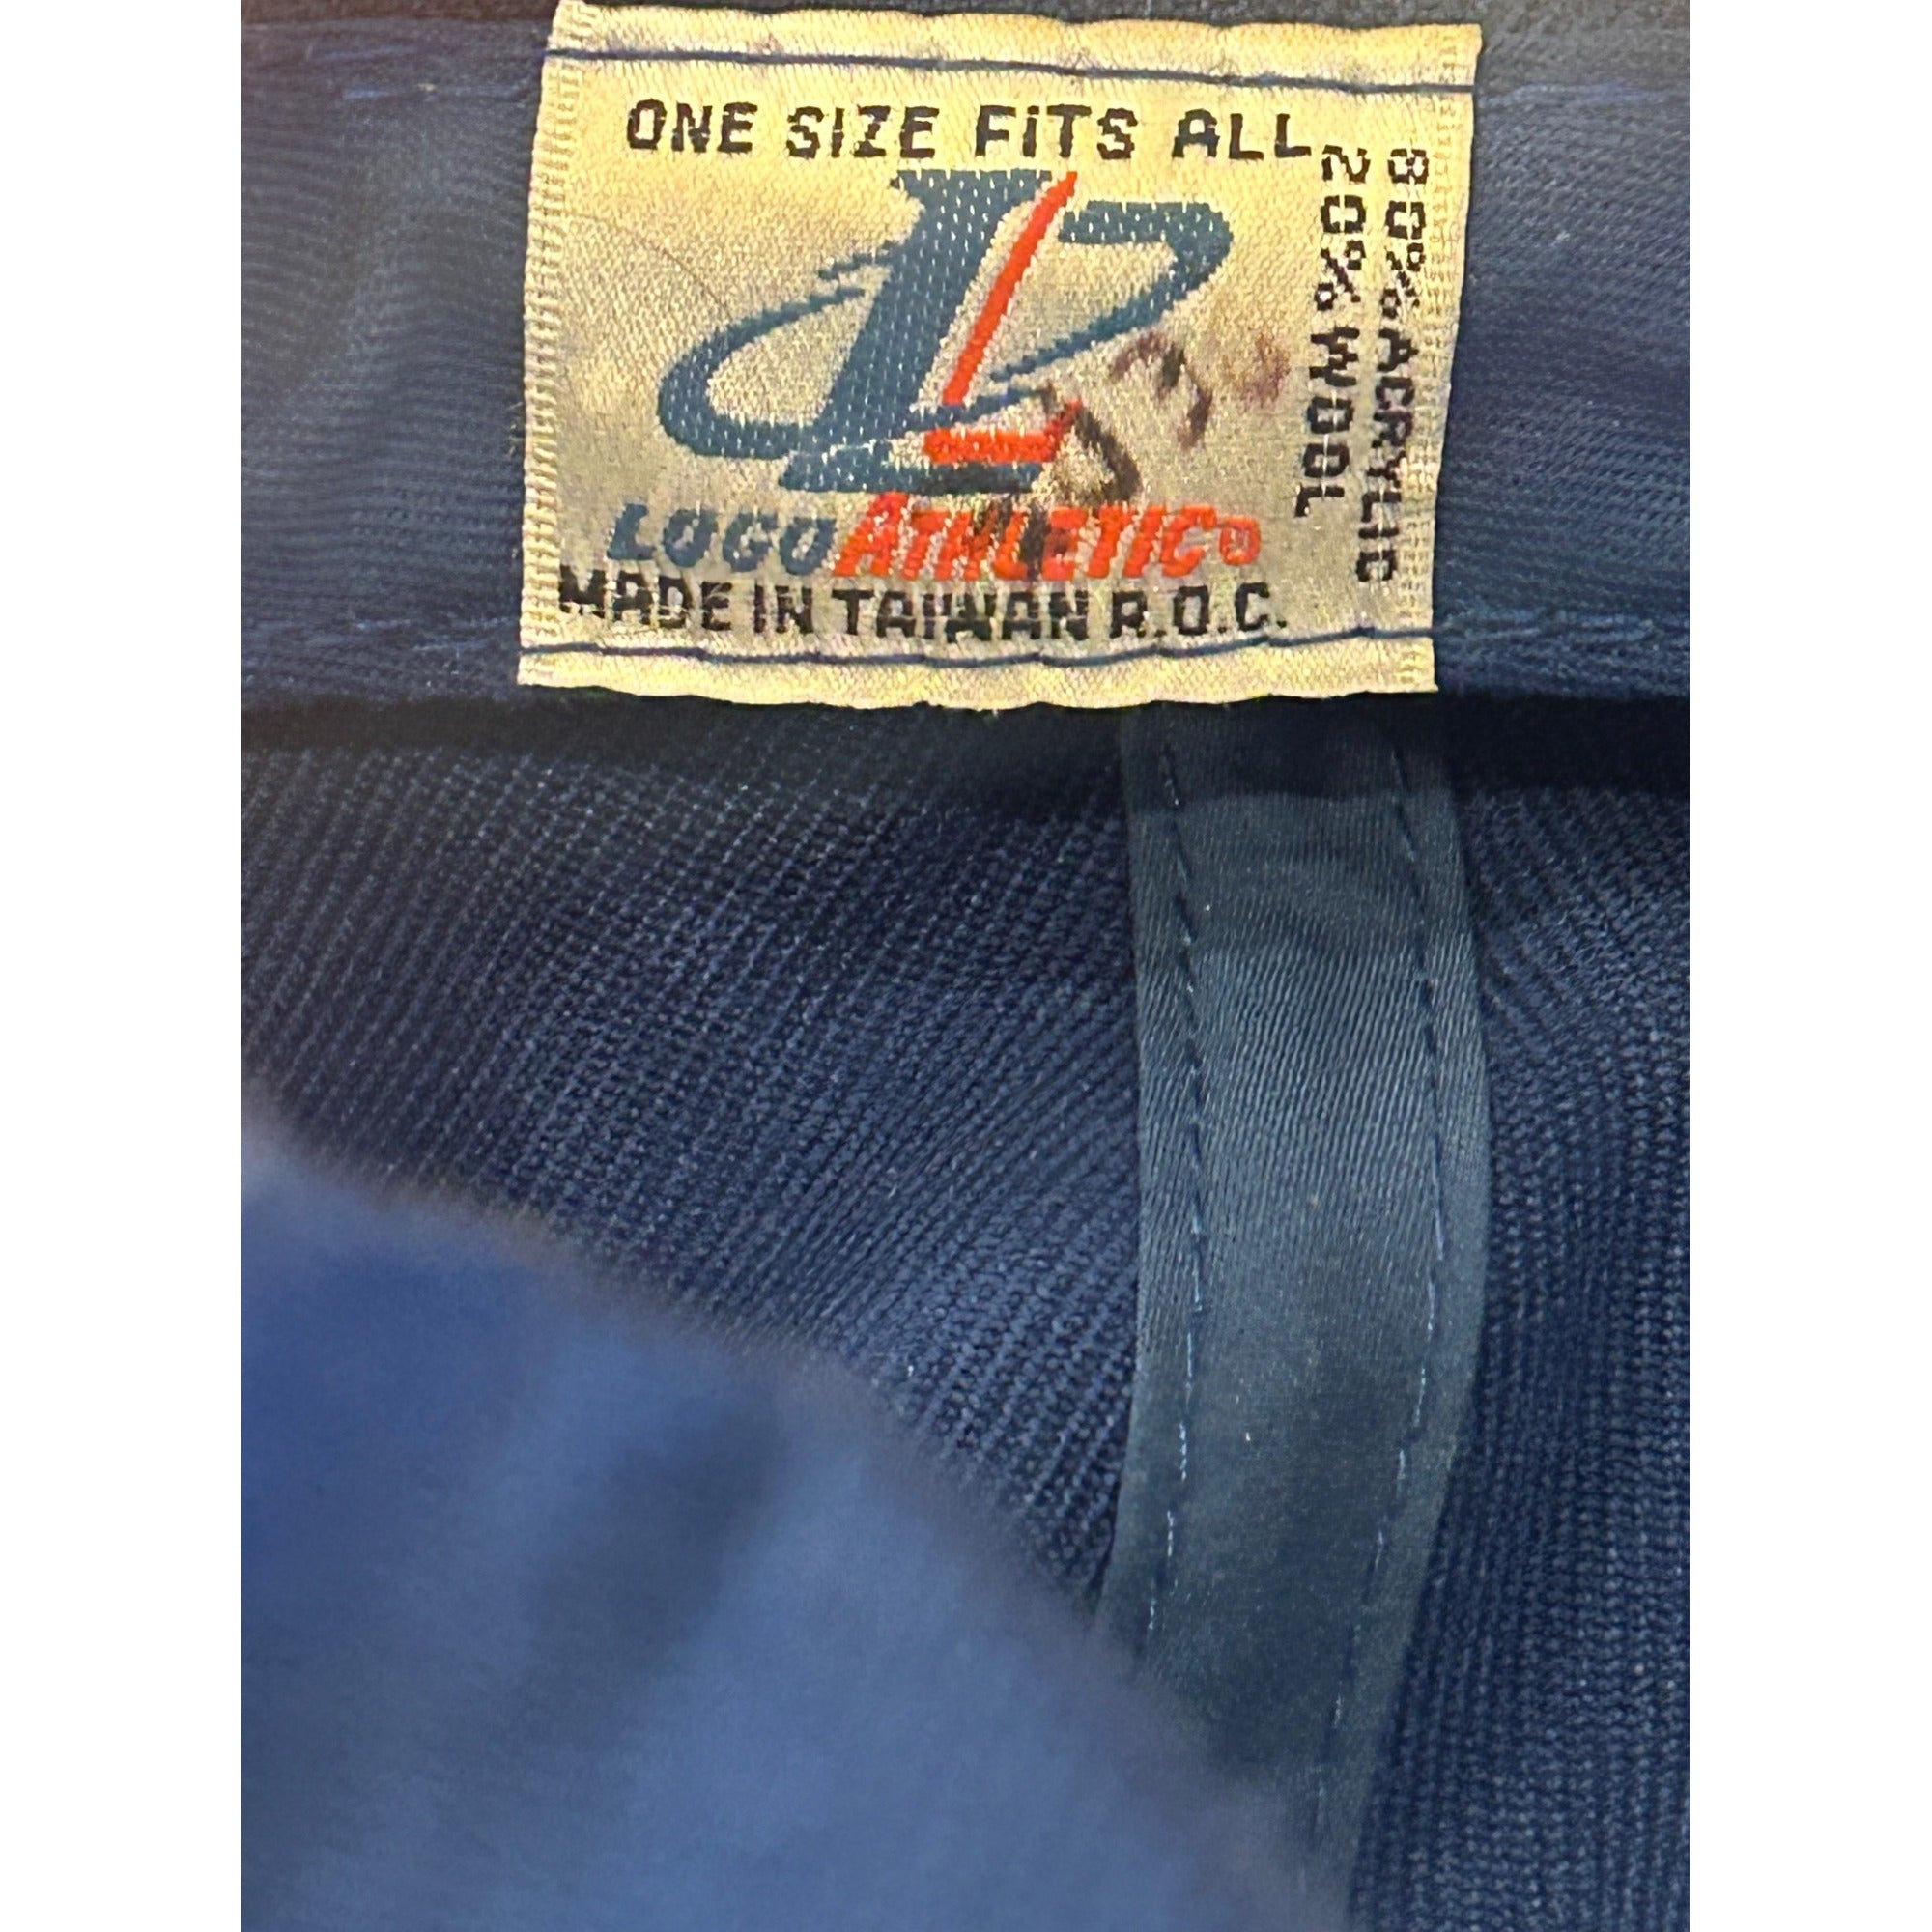 ONE SIZE FITS ALL
80% ACRYLIC
20% WOOL
LOGO ATHLETIC
MADE IN TAIWAN R.O.C.